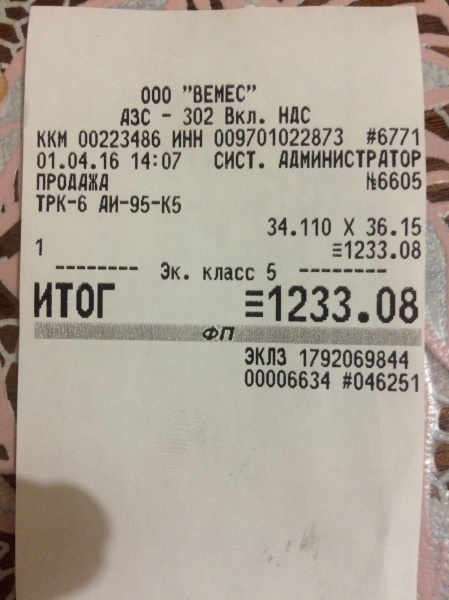 ООО "ВЕМЕС"
АЗС - 302 Вкл. НДС
ККМ 00223486 ИНН 009701022873 #6771
01.04.16 14:07 СИСТ. АДМИНИСТРАТОР
ПРОДАЖА №6605
ТРК-6 АИ-95-К5
34.110 X 36.15
1 ≡1233.08
--------- Эк. класс 5 ---------
ИТОГ ≡1233.08
ФП
ЭКЛЗ 1792069844
00006634 #046251